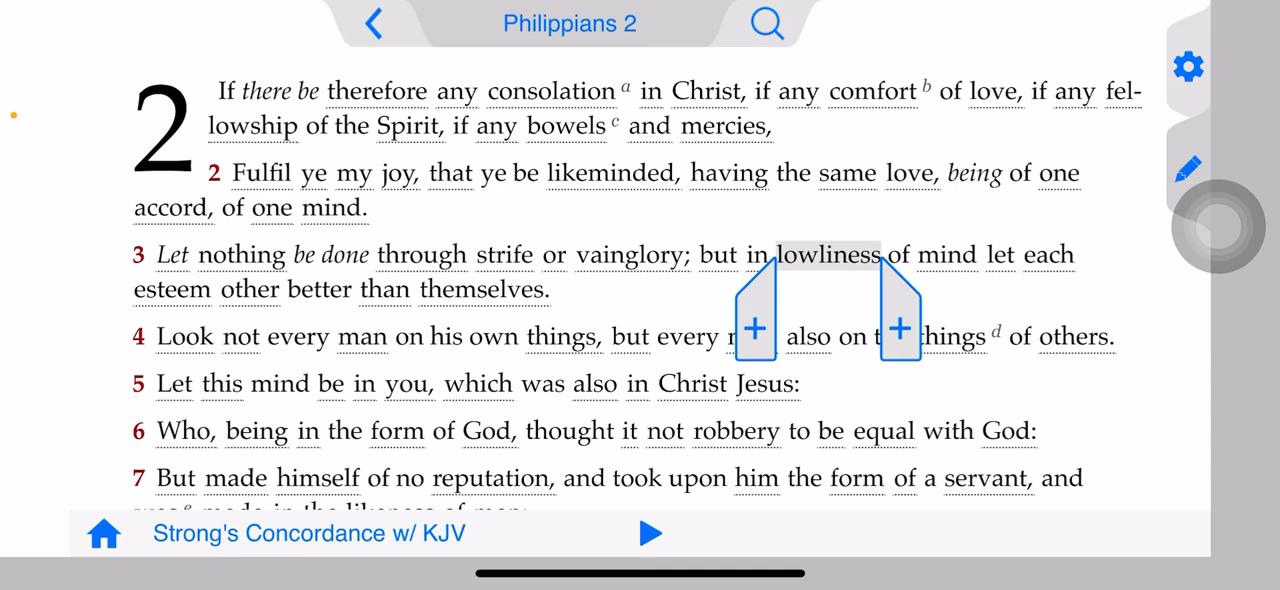 Philippians 2
2 If there be therefore any consolation a in Christ, if any comfort b of love, if any fel-
lowship of the Spirit, if any bowels c and mercies,
2 Fulfil ye my joy, that ye be likeminded, having the same love, being of one
accord, of one mind.
3 Let nothing be done through strife or vainglory; but in lowliness of mind let each
esteem other better than themselves.
4 Look not every man on his own things, but every also on things d of others.
5 Let this mind be in you, which was also in Christ Jesus:
6 Who, being in the form of God, thought it not robbery to be equal with God:
7 But made himself of no reputation, and took upon him the form of a servant, and
Strong's Concordance w/ KJV